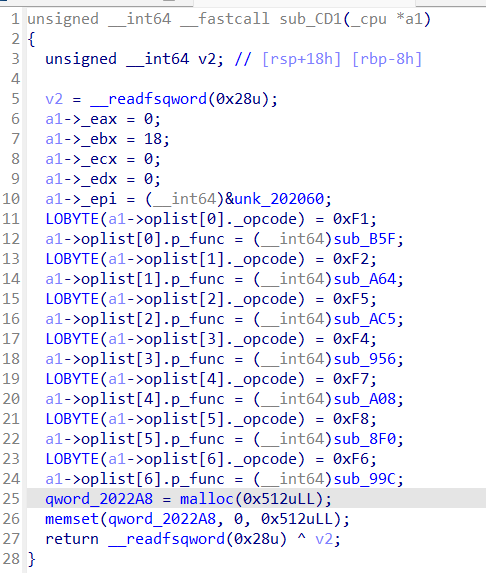 1 unsigned __int64 __fastcall sub_CD1(_cpu *a1)
2 {
3 unsigned __int64 v2; // [rsp+18h] [rbp-8h]
4
5 v2 = __readfsqword(0x28u);
6 a1->_eax = 0;
7 a1->_ebx = 18;
8 a1->_ecx = 0;
9 a1->_edx = 0;
10 a1->_epi = (__int64)&unk_202060;
11 LOBYTE(a1->oplist[0]._opcode) = 0xF1;
12 a1->oplist[0].p_func = (__int64)sub_B5F;
13 LOBYTE(a1->oplist[1]._opcode) = 0xF2;
14 a1->oplist[1].p_func = (__int64)sub_A64;
15 LOBYTE(a1->oplist[2]._opcode) = 0xF5;
16 a1->oplist[2].p_func = (__int64)sub_AC5;
17 LOBYTE(a1->oplist[3]._opcode) = 0xF4;
18 a1->oplist[3].p_func = (__int64)sub_956;
19 LOBYTE(a1->oplist[4]._opcode) = 0xF7;
20 a1->oplist[4].p_func = (__int64)sub_A08;
21 LOBYTE(a1->oplist[5]._opcode) = 0xF8;
22 a1->oplist[5].p_func = (__int64)sub_8F0;
23 LOBYTE(a1->oplist[6]._opcode) = 0xF6;
24 a1->oplist[6].p_func = (__int64)sub_99C;
25 qword_2022A8 = malloc(0x512uLL);
26 memset(qword_2022A8, 0, 0x512uLL);
27 return __readfsqword(0x28u) ^ v2;
28 }